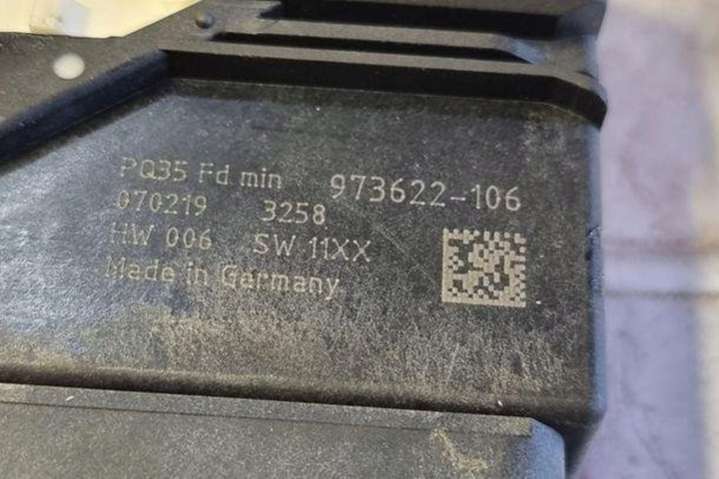 PQ35 Fd min 973622-106
070219 3258
HW 006 SW 11XX
Made in Germany